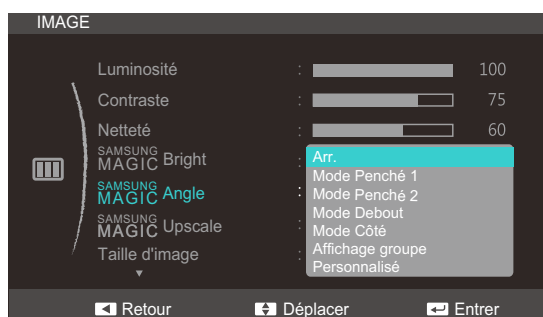 IMAGE
Luminosité : 100
Contraste : 75
Netteté : 60
SAMSUNG MAGIC Bright :
SAMSUNG MAGIC Angle :
SAMSUNG MAGIC Upscale :
Taille d'image :
Arr.
Mode Penché 1
Mode Penché 2
Mode Debout
Mode Côté
Affichage groupe
Personnalisé
Retour Déplacer Entrer